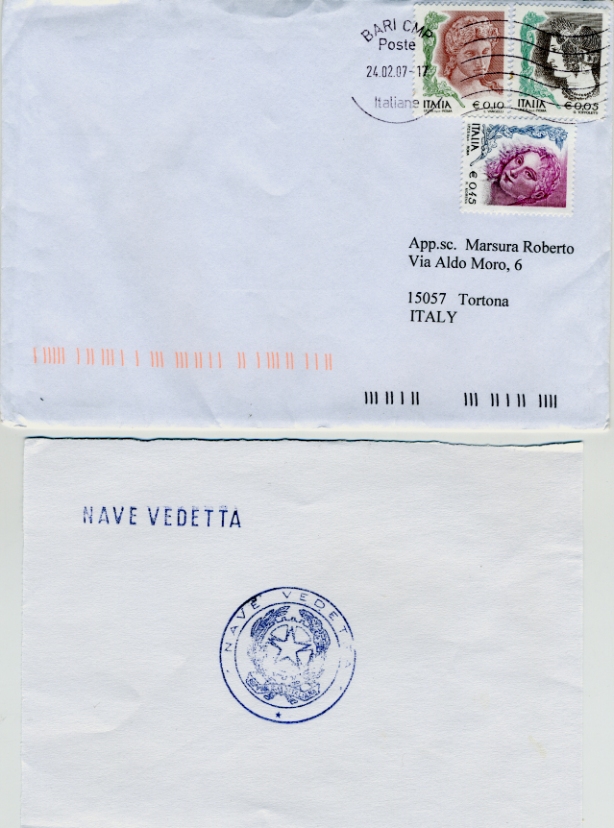 BARI CMP
Poste
24.02.07-17
Italiane
ITALIA € 0,10
ITALIA € 0,05
ITALIA
€ 0,45
App.sc. Marsura Roberto
Via Aldo Moro, 6
15057 Tortona
ITALY
NAVE VEDETTA
NAVE VEDETTA